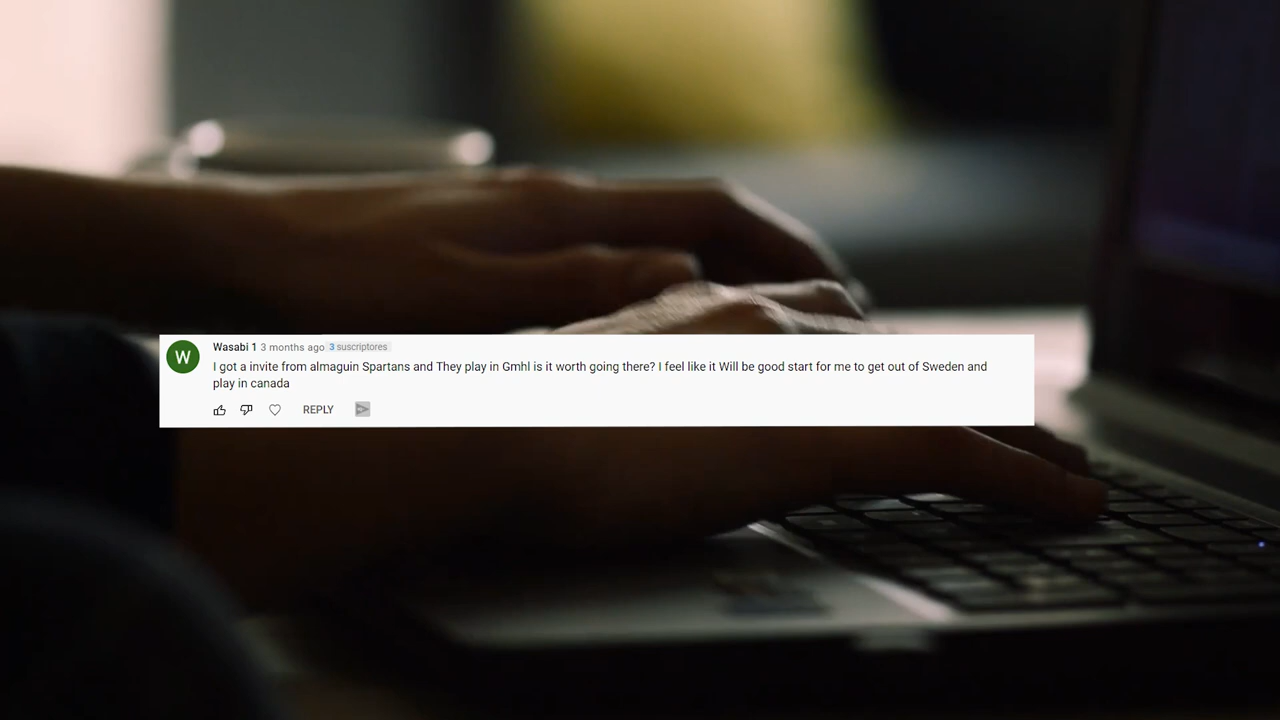 W
Wasabi 1 3 months ago 3 suscriptores
I got a invite from almaguin Spartans and They play in Gmhl is it worth going there? I feel like it Will be good start for me to get out of Sweden and
play in canada
REPLY